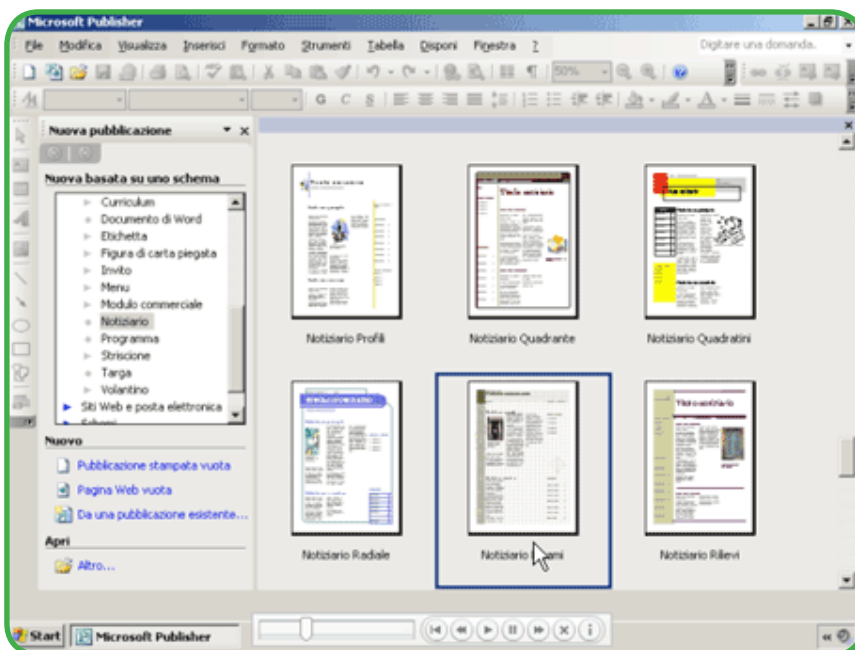 Microsoft Publisher
File Modifica Visualizza Inserisci Formato Strumenti Tabella Disponi Finestra ? Digitare una domanda.
50%
G C S
Nuova pubblicazione
Nuova basata su uno schema
Curriculum
Documento di Word
Etichetta
Figura di carta piegata
Invito
Menu
Modulo commerciale
Notiziario
Programma
Striscione
Targa
Volantino
Siti Web e posta elettronica
Schemi
Nuovo
Pubblicazione stampata vuota
Pagina Web vuota
Da una pubblicazione esistente...
Apri
Altro...
Notiziario Profili Notiziario Quadrante Notiziario Quadratini
Notiziario Radiale Notiziario Rilievi
Start Microsoft Publisher